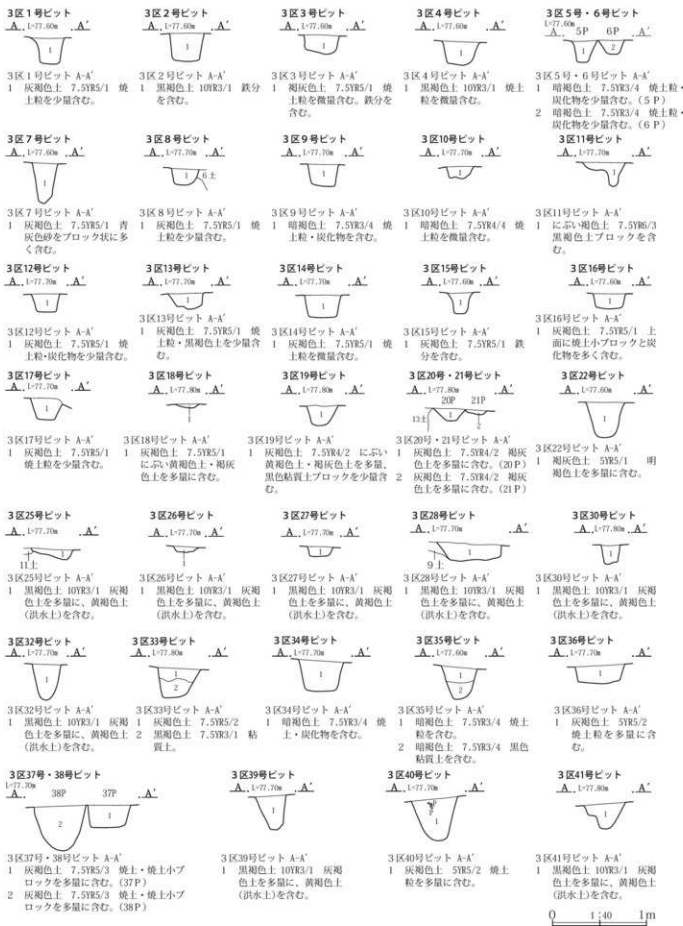 3区1号ピット
A L=77.60m A′
1
3区1号ピット A-A′
1 灰褐色土 7.5YR5/1 焼
土粒を少量含む。
3区2号ピット
A L=77.60m A′
1
3区2号ピット A-A′
1 黒褐色土 10YR3/1 鉄分
を含む。
3区3号ピット
A L=77.60m A′
1
3区3号ピット A-A′
1 褐灰色土 7.5YR5/1 焼
土粒を微量含む。鉄分を
含む。
3区4号ピット
A L=77.60m A′
1
3区4号ピット A-A′
1 黒褐色土 10YR3/1 焼土
粒を微量含む。
3区5号・6号ピット
L=77.60m
A 5P 6P A′
1 2
3区5号・6号ピット A-A′
1 暗褐色土 7.5YR3/4 焼土粒・
炭化物を少量含む。(5P)
2 暗褐色土 7.5YR3/4 焼土粒・
炭化物を少量含む。(6P)
3区7号ピット
A L=77.60m A′
1
3区7号ピット A-A′
1 灰褐色土 7.5YR5/1 青
灰色砂をブロック状に多
く含む。
3区8号ピット
A L=77.70m A′
1 6土
3区8号ピット A-A′
1 灰褐色土 7.5YR5/1 焼
土粒を少量含む。
3区9号ピット
A L=77.70m A′
1
3区9号ピット A-A′
1 暗褐色土 7.5YR3/4 焼
土粒・炭化物を含む。
3区10号ピット
A L=77.70m A′
1
3区10号ピット A-A′
1 暗褐色土 7.5YR4/4 焼
土粒を微量含む。
3区11号ピット
A L=77.70m A′
1
3区11号ピット A-A′
1 にぶい褐色土 7.5YR6/3
黒褐色土ブロックを含
む。
3区12号ピット
A L=77.70m A′
1
3区12号ピット A-A′
1 灰褐色土 7.5YR5/1 焼
土粒・炭化物を少量含む。
3区13号ピット
A L=77.70m A′
1
3区13号ピット A-A′
1 灰褐色土 7.5YR5/1 焼
土粒・黒褐色土を少量含
む。
3区14号ピット
A L=77.70m A′
1
3区14号ピット A-A′
1 灰褐色土 7.5YR5/1 焼
土粒を微量含む。
3区15号ピット
A L=77.60m A′
1
3区15号ピット A-A′
1 灰褐色土 7.5YR5/1 鉄
分を含む。
3区16号ピット
A L=77.60m A′
1
3区16号ピット A-A′
1 灰褐色土 7.5YR5/1 上
面に焼土小ブロックと炭
化物を多く含む。
3区17号ピット
A L=77.70m A′
1
3区17号ピット A-A′
1 灰褐色土 7.5YR5/1
焼土粒を少量含む。
3区18号ピット
A L=77.80m A′
1
3区18号ピット A-A′
1 灰褐色土 7.5YR5/1
にぶい黄褐色土・褐灰
色土を多量に含む。
3区19号ピット
A L=77.80m A′
1
3区19号ピット A-A′
1 灰褐色土 7.5YR4/2 にぶい
黄褐色土・褐灰色土を多量、
黒色粘質土ブロックを少量含
む。
3区20号・21号ピット
A L=77.80m A′
20P 21P
13土 1 2
3区20号・21号ピット A-A′
1 灰褐色土 7.5YR4/2 褐灰
色土を多量に含む。(20P)
2 灰褐色土 7.5YR4/2 褐灰
色土を多量に含む。(21P)
3区22号ピット
A L=77.60m A′
1
3区22号ピット A-A′
1 褐灰色土 5YR5/1 明
褐色土を多量に含む。
3区25号ピット
A L=77.70m A′
11土 1
3区25号ピット A-A′
1 黒褐色土 10YR3/1 灰褐
色土を多量に、黄褐色土
(洪水土)を含む。
3区26号ピット
A L=77.70m A′
1
3区26号ピット A-A′
1 黒褐色土 10YR3/1 灰褐
色土を多量に、黄褐色土
(洪水土)を含む。
3区27号ピット
A L=77.70m A′
1
3区27号ピット A-A′
1 黒褐色土 10YR3/1 灰褐
色土を多量に、黄褐色土
(洪水土)を含む。
3区28号ピット
A L=77.70m A′
9土 1
3区28号ピット A-A′
1 黒褐色土 10YR3/1 灰褐
色土を多量に、黄褐色土
(洪水土)を含む。
3区30号ピット
A L=77.80m A′
1
3区30号ピット A-A′
1 黒褐色土 10YR3/1 灰褐
色土を多量に、黄褐色土
(洪水土)を含む。
3区32号ピット
A L=77.70m A′
1
3区32号ピット A-A′
1 黒褐色土 10YR3/1 灰褐
色土を多量に、黄褐色土
(洪水土)を含む。
3区33号ピット
A L=77.80m A′
1
2
3区33号ピット A-A′
1 灰褐色土 7.5YR5/2
2 黒褐色土 7.5YR3/1 粘
質土。
3区34号ピット
A L=77.70m A′
1
3区34号ピット A-A′
1 暗褐色土 7.5YR3/4 焼
土・炭化物を含む。
3区35号ピット
A L=77.60m A′
1
2
3区35号ピット A-A′
1 暗褐色土 7.5YR3/4 焼土
粒を含む。
2 暗褐色土 7.5YR3/4 黒色
粘質土を含む。
3区36号ピット
A L=77.70m A′
1
3区36号ピット A-A′
1 灰褐色土 5YR5/2
焼土粒を多量に含
む。
3区37号・38号ピット
L=77.70m
A 38P 37P A′
2 1
3区37号・38号ピット A-A′
1 灰褐色土 7.5YR5/3 焼土・焼土小ブ
ロックを多量に含む。(37P)
2 灰褐色土 7.5YR5/3 焼土・焼土小ブ
ロックを多量に含む。(38P)
3区39号ピット
A L=77.70m A′
1
3区39号ピット A-A′
1 黒褐色土 10YR3/1 灰褐
色土を多量に、黄褐色土
(洪水土)を含む。
3区40号ピット
A L=77.70m A′
P
1
3区40号ピット A-A′
1 灰褐色土 5YR5/2 焼土
粒を多量に含む。
3区41号ピット
A L=77.80m A′
1
3区41号ピット A-A′
1 黒褐色土 10YR3/1 灰褐
色土を多量に、黄褐色土
(洪水土)を含む。
0 1:40 1m